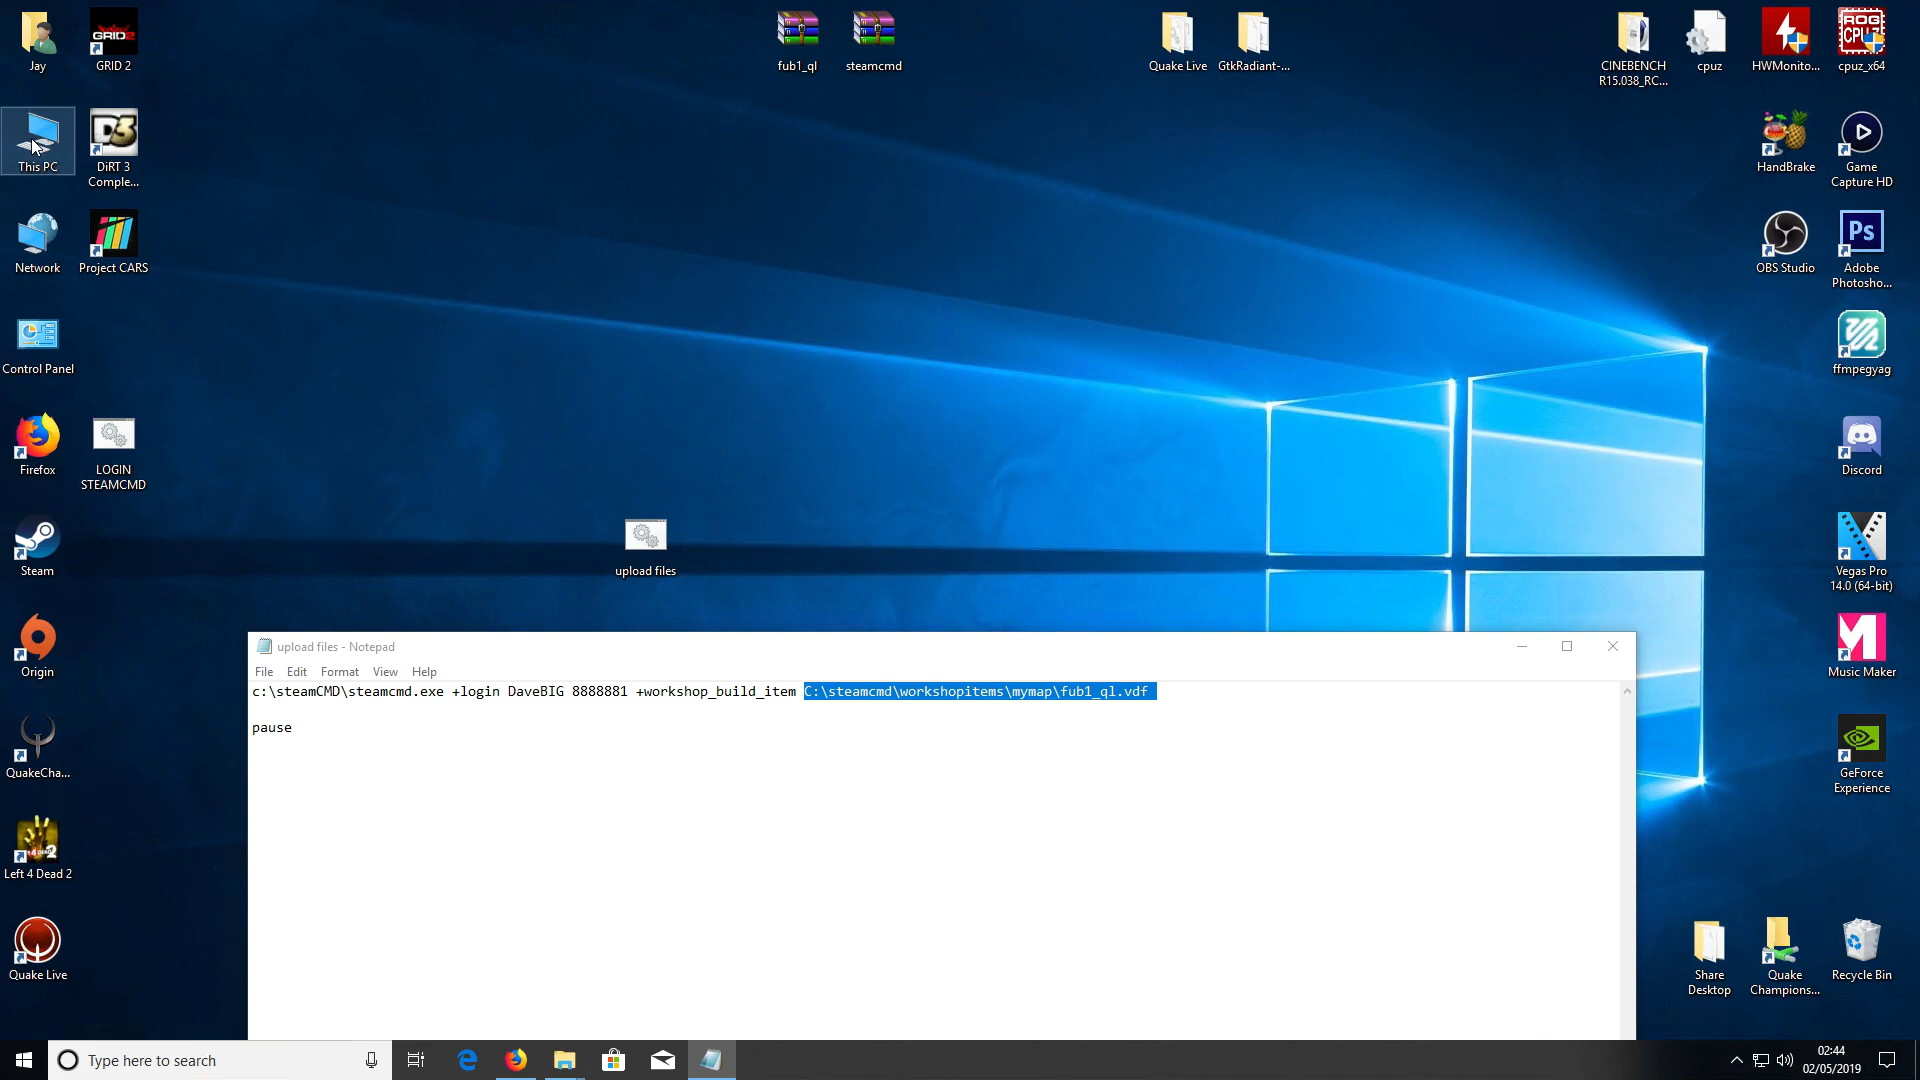 Jay
GRID 2
fub1_ql
steamcmd
Quake Live
GtkRadiant-...
CINEBENCH
R15.038_RC...
cpuz
HWMonito...
cpuz_x64
ROG
CPU-Z
This PC
D3
DiRT 3
Comple...
HandBrake
Game
Capture HD
Network
Project CARS
OBS Studio
Ps
Adobe
Photosho...
Control Panel
ffmpegyag
Firefox
LOGIN
STEAMCMD
Discord
Steam
upload files
Vegas Pro
14.0 (64-bit)
Origin
Music Maker
QuakeCha...
GeForce
Experience
Left 4 Dead 2
Quake Live
Share
Desktop
Quake
Champions...
Recycle Bin
upload files - Notepad
File Edit Format View Help
c:\steamCMD\steamcmd.exe +login DaveBIG 8888881 +workshop_build_item C:\steamcmd\workshopitems\mymap\fub1_ql.vdf
pause
Type here to search
02:44
02/05/2019